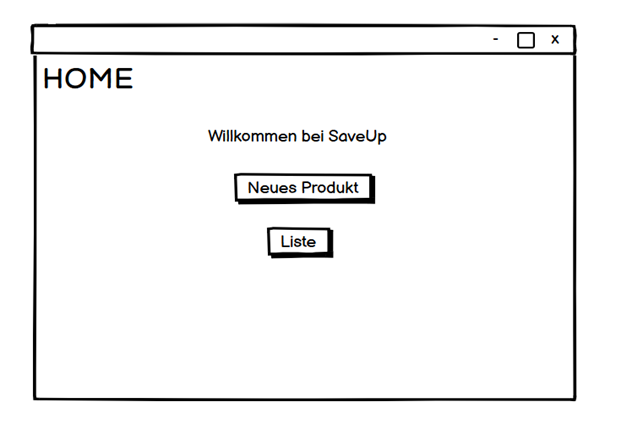 - x
HOME
Willkommen bei SaveUp
Neues Produkt
Liste